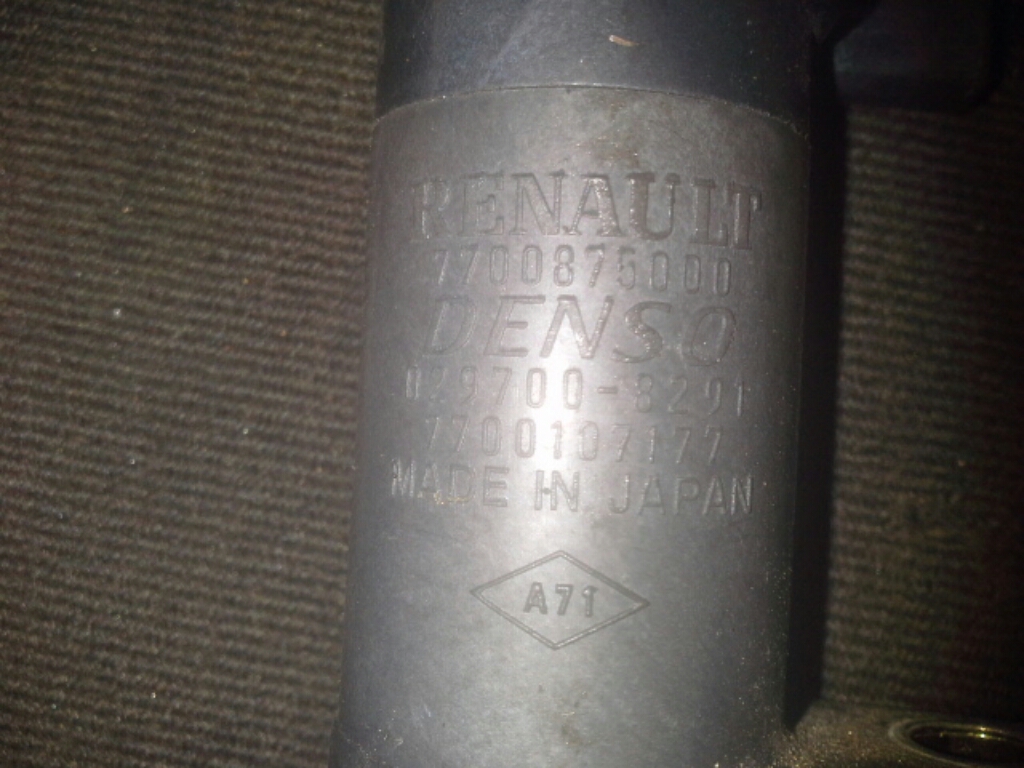 RENAULT
7700875000
DENSO
029700-8291
7700107177
MADE IN JAPAN
A71